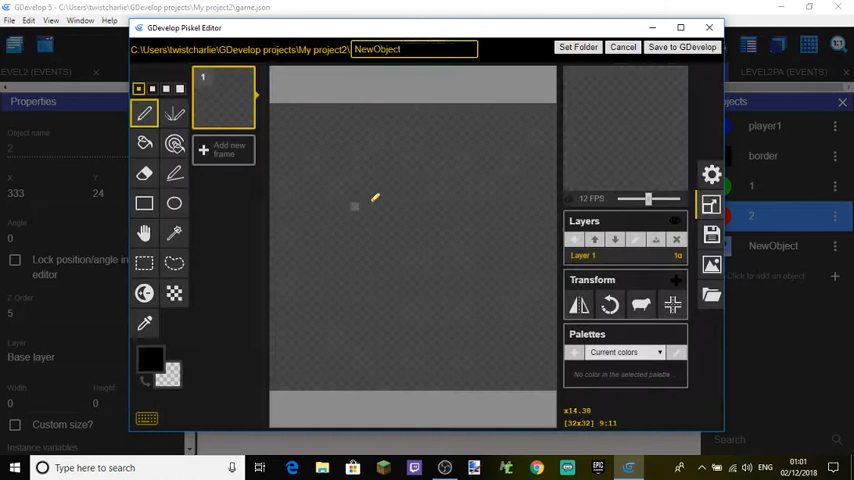 GDevelop 5 - C:\Users\twistcharlie\GDevelop projects\My project2\game.json
File Edit View Window Help
GDevelop Piskel Editor
C:\Users\twistcharlie\GDevelop projects\My project2\ NewObject
Set Folder Cancel Save to GDevelop
LEVEL2 (EVENTS)
LEVEL2PA (EVENTS)
Properties
Object name
2
X Y
333 24
Angle
0
Lock position/angle in
editor
Z Order
5
Layer
Base layer
Width Height
0 0
Custom size?
Instance variables
1
Add new
frame
12 FPS
Layers
Layer 1 1α
Transform
Palettes
Current colors
No color in the selected palette
x14.38
[32x32] 9:11
player1
border
1
2
NewObject
Click to add an object
Search
Type here to search
ENG
01:01
02/12/2018